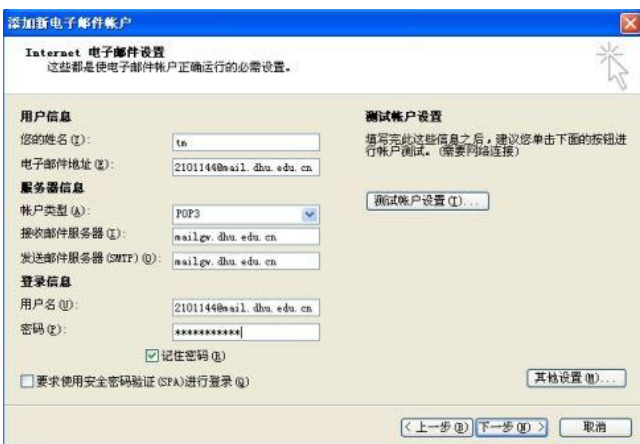 添加新电子邮件帐户
Internet 电子邮件设置
这些都是使电子邮件帐户正确运行的必需设置。
用户信息
您的姓名(Y):
tn
电子邮件地址(E):
2101144@mail.dhu.edu.cn
服务器信息
帐户类型(A):
POP3
接收邮件服务器(I):
mailgw.dhu.edu.cn
发送邮件服务器(SMTP)(O):
mailgw.dhu.edu.cn
登录信息
用户名(U):
2101144@mail.dhu.edu.cn
密码(P):
***********
记住密码(R)
要求使用安全密码验证(SPA)进行登录(Q)
测试帐户设置
填写完此这些信息之后，建议您单击下面的按钮进
行帐户测试。(需要网络连接)
测试帐户设置(T)...
其他设置(M)...
< 上一步(B)
下一步(N) >
取消